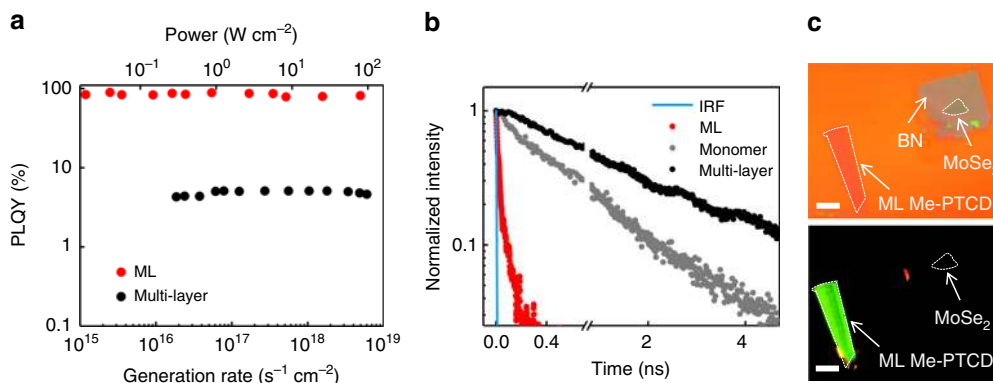 a
Power (W cm⁻²)
10⁻¹ 10⁰ 10¹ 10²
PLQY (%)
100
10
1
0.1
ML
Multi-layer
10¹⁵ 10¹⁶ 10¹⁷ 10¹⁸ 10¹⁹
Generation rate (s⁻¹ cm⁻²)
b
Normalized intensity
1
0.1
IRF
ML
Monomer
Multi-layer
0.0 0.4 2 4
Time (ns)
c
BN
MoSe
ML Me-PTCD
MoSe₂
ML Me-PTCD